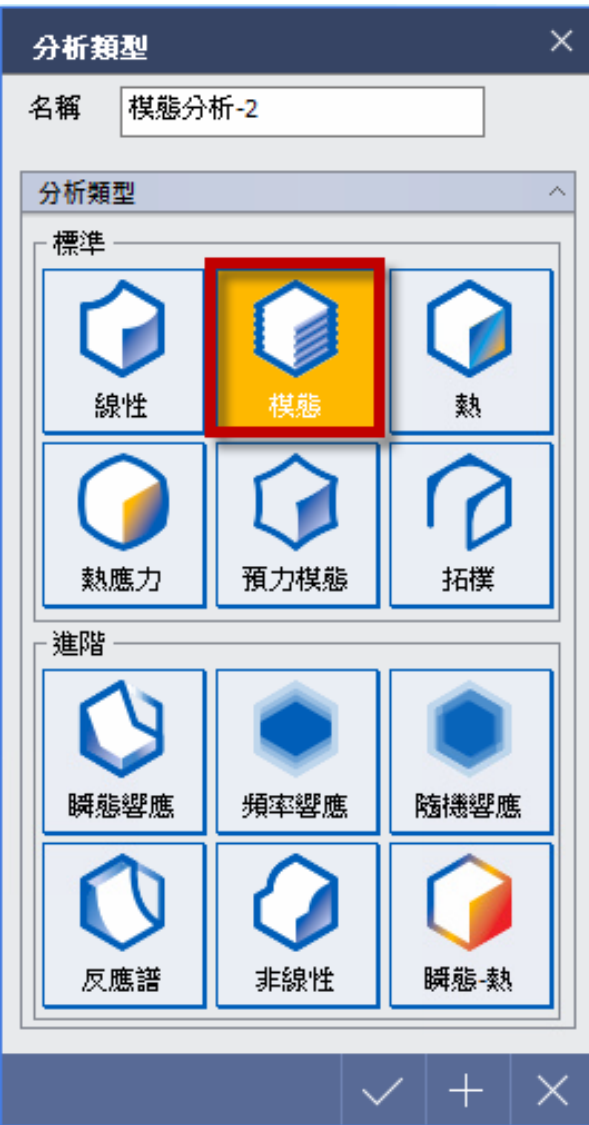 分析類型
名稱 模態分析-2
分析類型
標準
線性 模態 熱
熱應力 預力模態 拓樸
進階
瞬態響應 頻率響應 隨機響應
反應譜 非線性 瞬態-熱